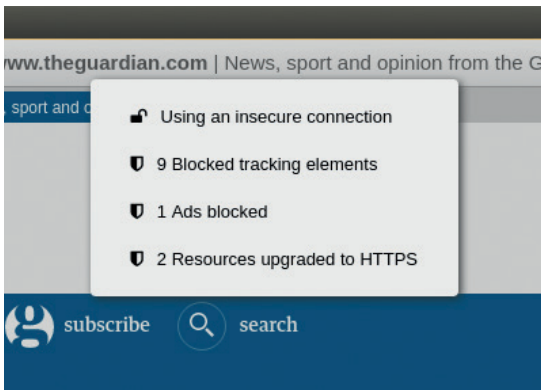 www.theguardian.com | News, sport and opinion from the G
, sport and o
Using an insecure connection
9 Blocked tracking elements
1 Ads blocked
2 Resources upgraded to HTTPS
subscribe
search